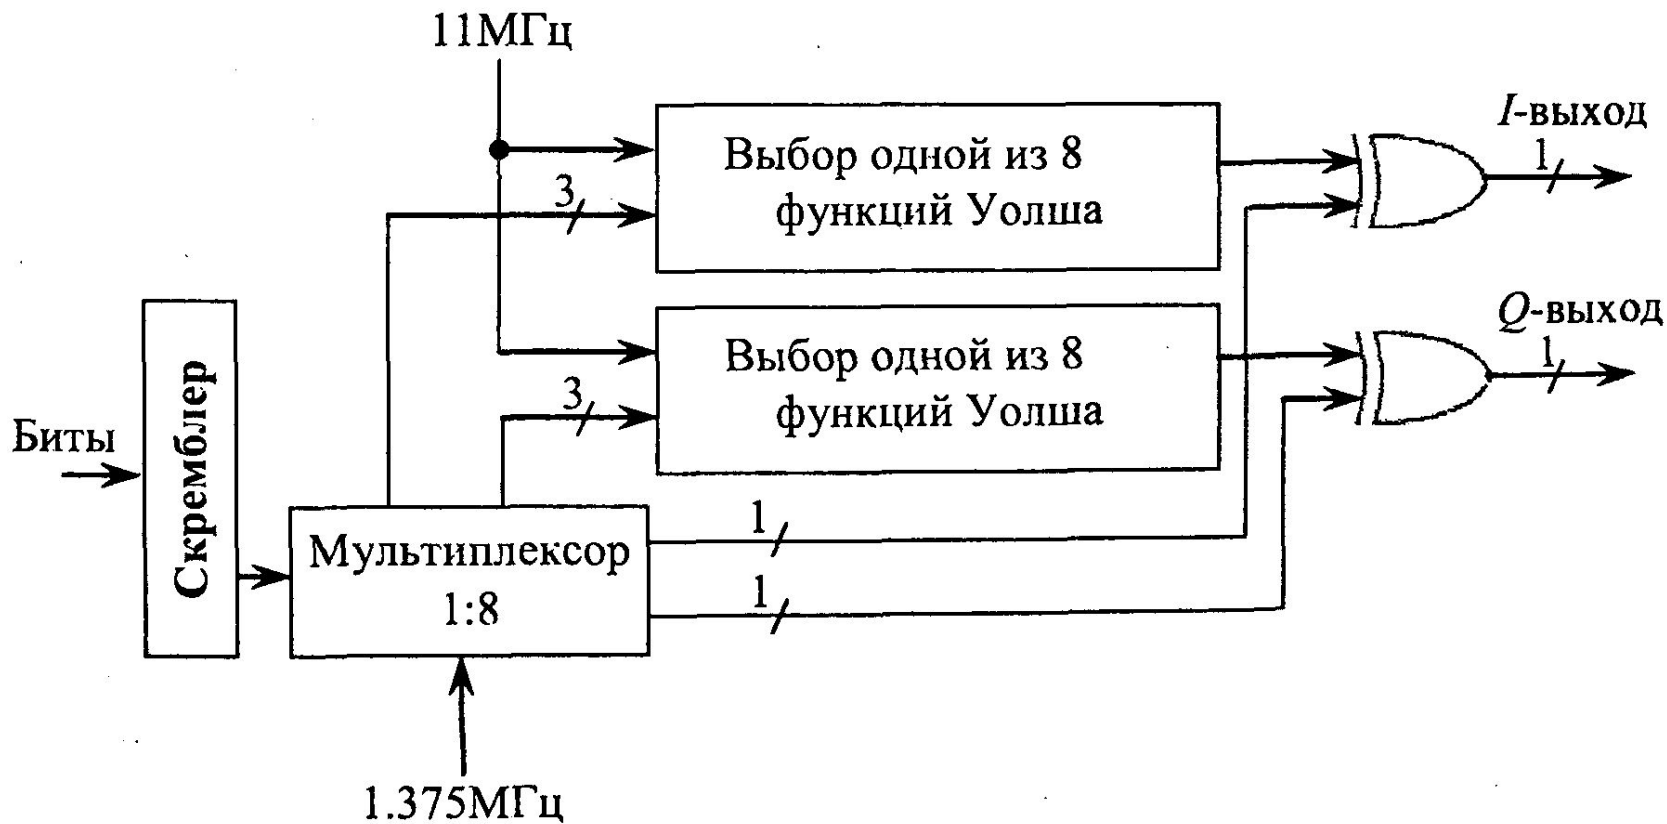 11МГц
Выбор одной из 8
функций Уолша
3
I-выход
1
Выбор одной из 8
функций Уолша
3
Q-выход
1
Биты
Скремблер
Мультиплексор
1:8
1
1
1.375МГц